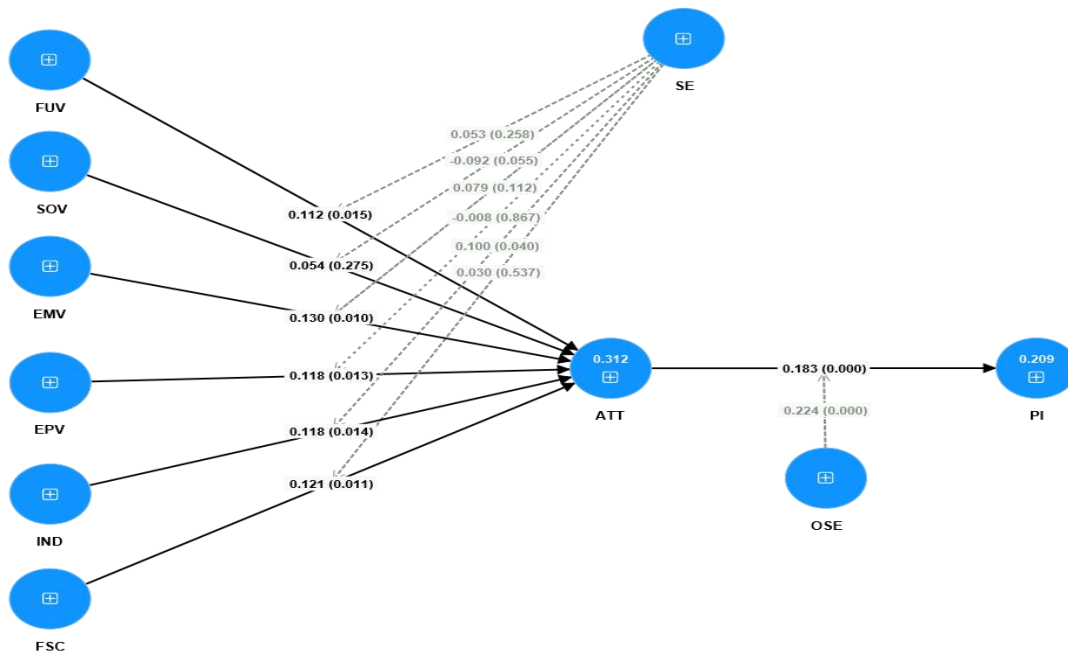 SE
FUV
0.053 (0.258)
SOV
-0.092 (0.055)
0.079 (0.112)
0.112 (0.015)
-0.008 (0.867)
0.100 (0.040)
0.054 (0.275)
0.030 (0.537)
EMV
0.130 (0.010)
0.312
0.209
0.118 (0.013)
0.183 (0.000)
EPV
ATT
0.224 (0.000)
PI
0.118 (0.014)
0.121 (0.011)
OSE
IND
FSC